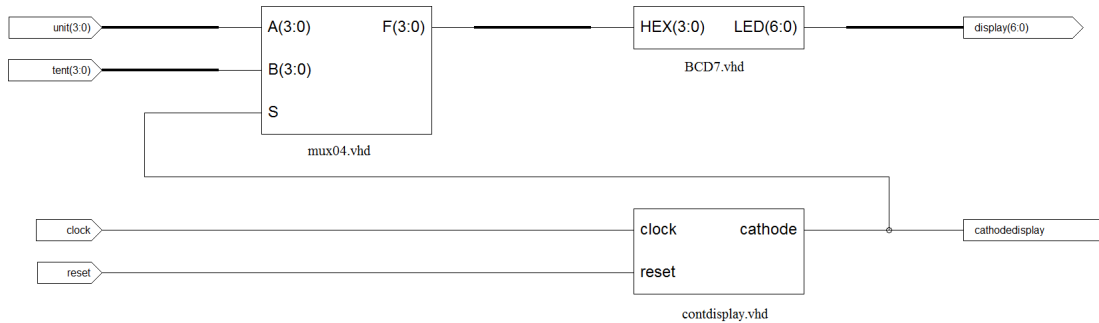 unit(3:0)
A(3:0)
F(3:0)
HEX(3:0)
LED(6:0)
display(6:0)
tent(3:0)
B(3:0)
BCD7.vhd
S
mux04.vhd
clock
clock
cathode
cathodedisplay
reset
reset
contdisplay.vhd